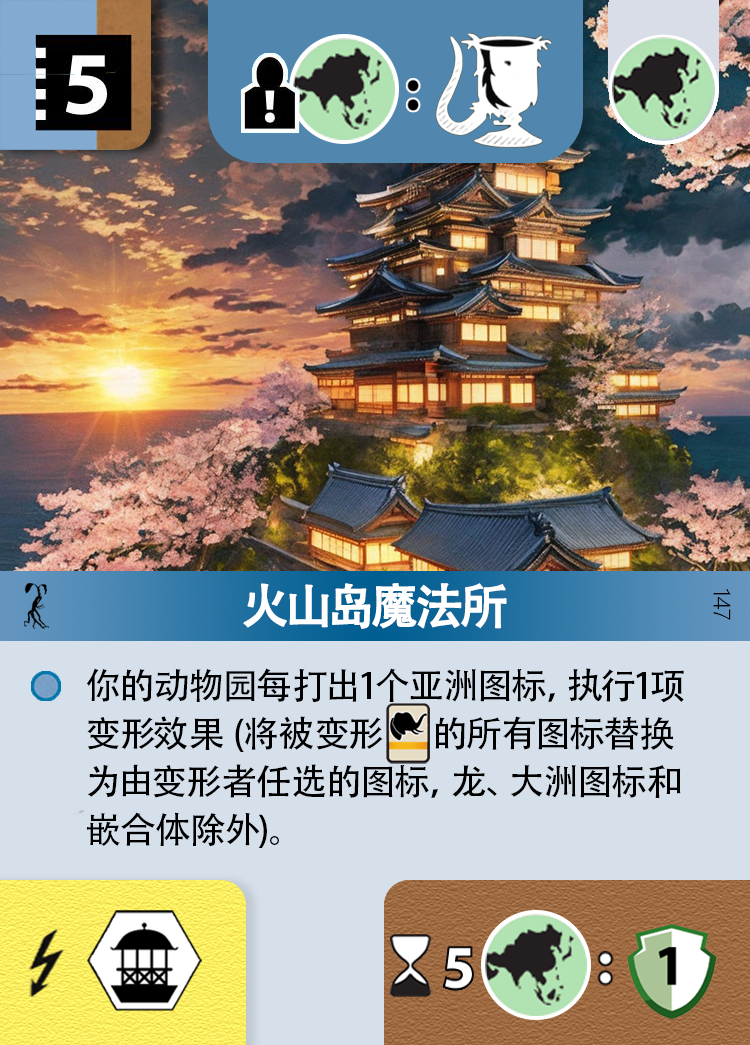 5
!
:
火山岛魔法所
147
你的动物园每打出1个亚洲图标, 执行1项
变形效果 (将被变形的所有图标替换
为由变形者任选的图标, 龙、大洲图标和
嵌合体除外)。
5 : 1